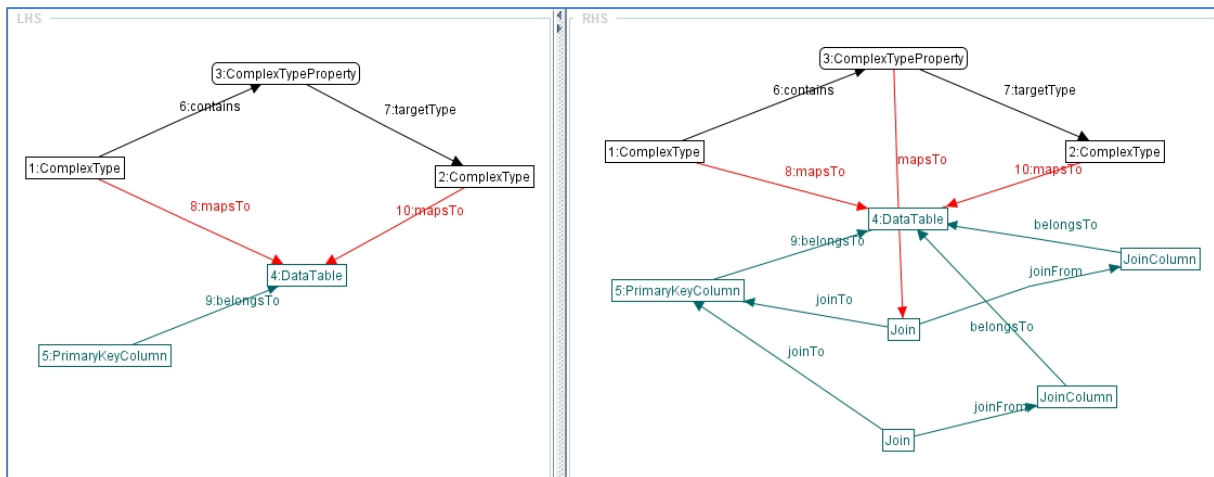 LHS
3:ComplexTypeProperty
6:contains
7:targetType
1:ComplexType
2:ComplexType
8:mapsTo
10:mapsTo
4:DataTable
9:belongsTo
5:PrimaryKeyColumn
RHS
3:ComplexTypeProperty
6:contains
7:targetType
1:ComplexType
mapsTo
2:ComplexType
8:mapsTo
10:mapsTo
4:DataTable
belongsTo
9:belongsTo
JoinColumn
joinFrom
5:PrimaryKeyColumn
joinTo
Join
belongsTo
joinTo
JoinColumn
joinFrom
Join